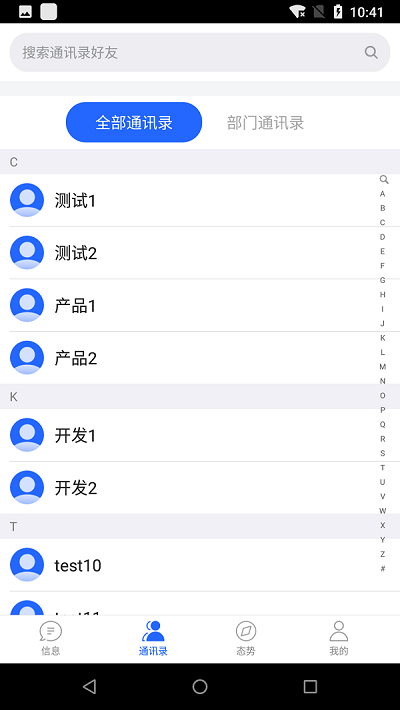 10:41
搜索通讯录好友
全部通讯录
部门通讯录
C
测试1
测试2
产品1
产品2
K
开发1
开发2
T
test10
test11
A
B
C
D
E
F
G
H
I
J
K
L
M
N
O
P
Q
R
S
T
U
V
W
X
Y
Z
#
信息
通讯录
态势
我的